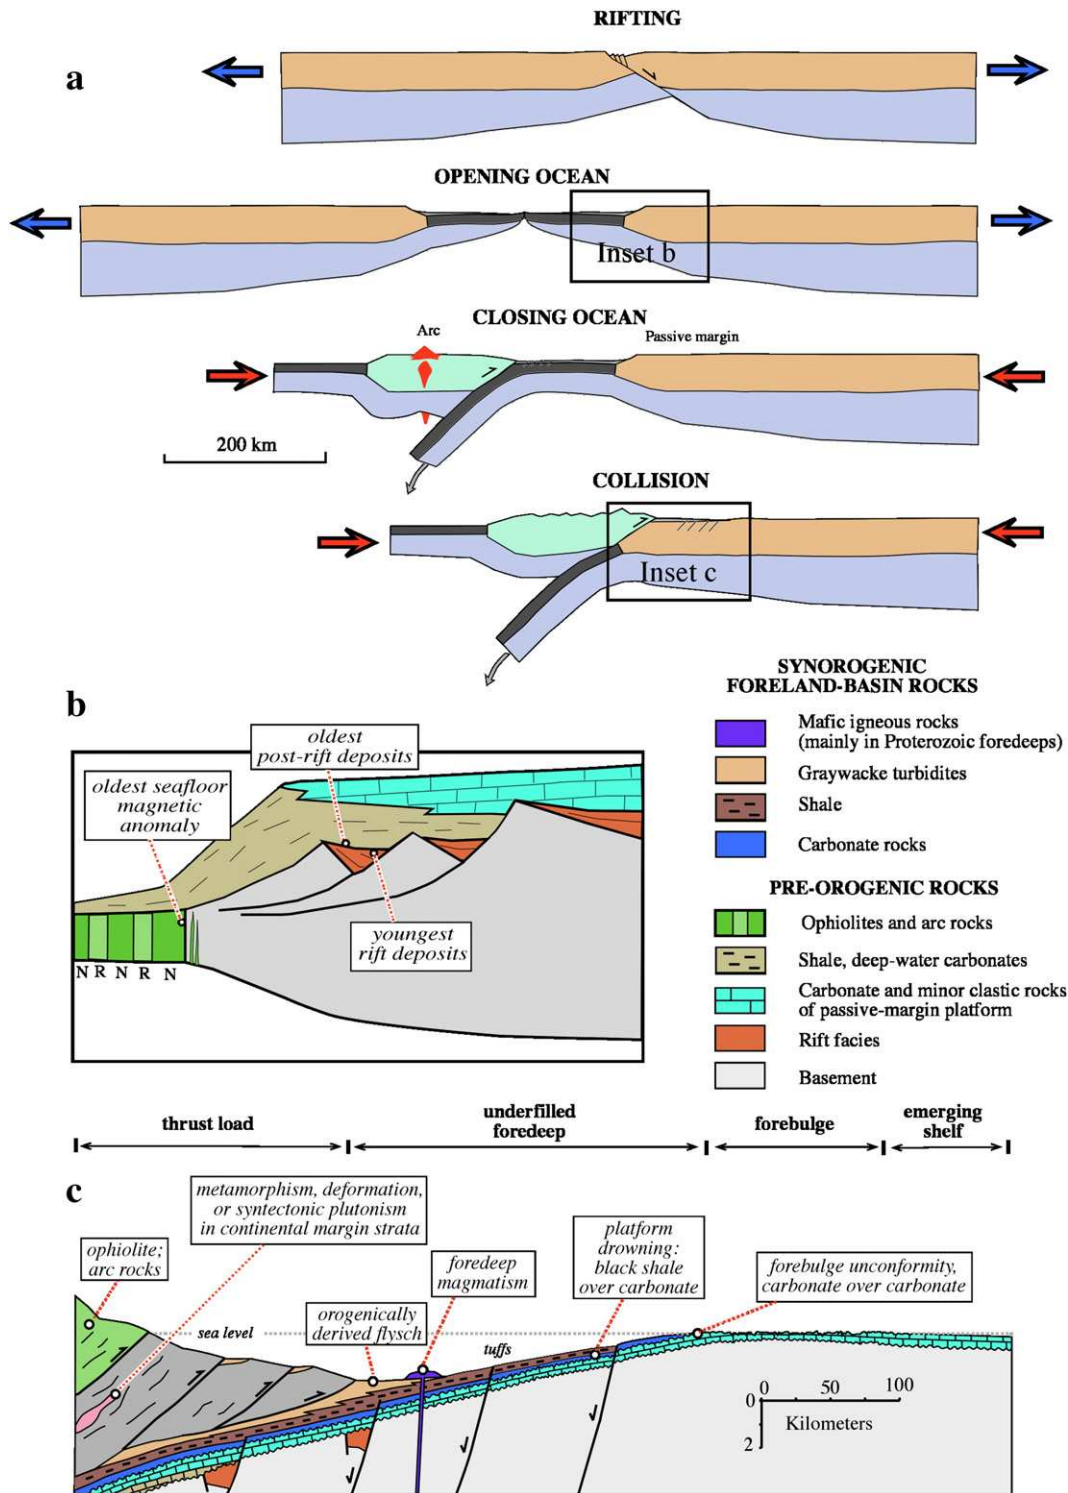 RIFTING
a
OPENING OCEAN
Inset b
CLOSING OCEAN
Arc
Passive margin
200 km
COLLISION
Inset c
SYNOROGENIC
FORELAND-BASIN ROCKS
Mafic igneous rocks
(mainly in Proterozoic foredeeps)
Graywacke turbidites
Shale
Carbonate rocks
PRE-OROGENIC ROCKS
Ophiolites and arc rocks
Shale, deep-water carbonates
Carbonate and minor clastic rocks
of passive-margin platform
Rift facies
Basement
b
oldest
post-rift deposits
oldest seafloor
magnetic
anomaly
youngest
rift deposits
N R N R N
thrust load
underfilled
foredeep
forebulge
emerging
shelf
c
metamorphism, deformation,
or syntectonic plutonism
in continental margin strata
ophiolite;
arc rocks
foredeep
magmatism
platform
drowning:
black shale
over carbonate
forebulge unconformity,
carbonate over carbonate
orogenically
derived flysch
sea level
tuffs
0 50 100
Kilometers
0
2